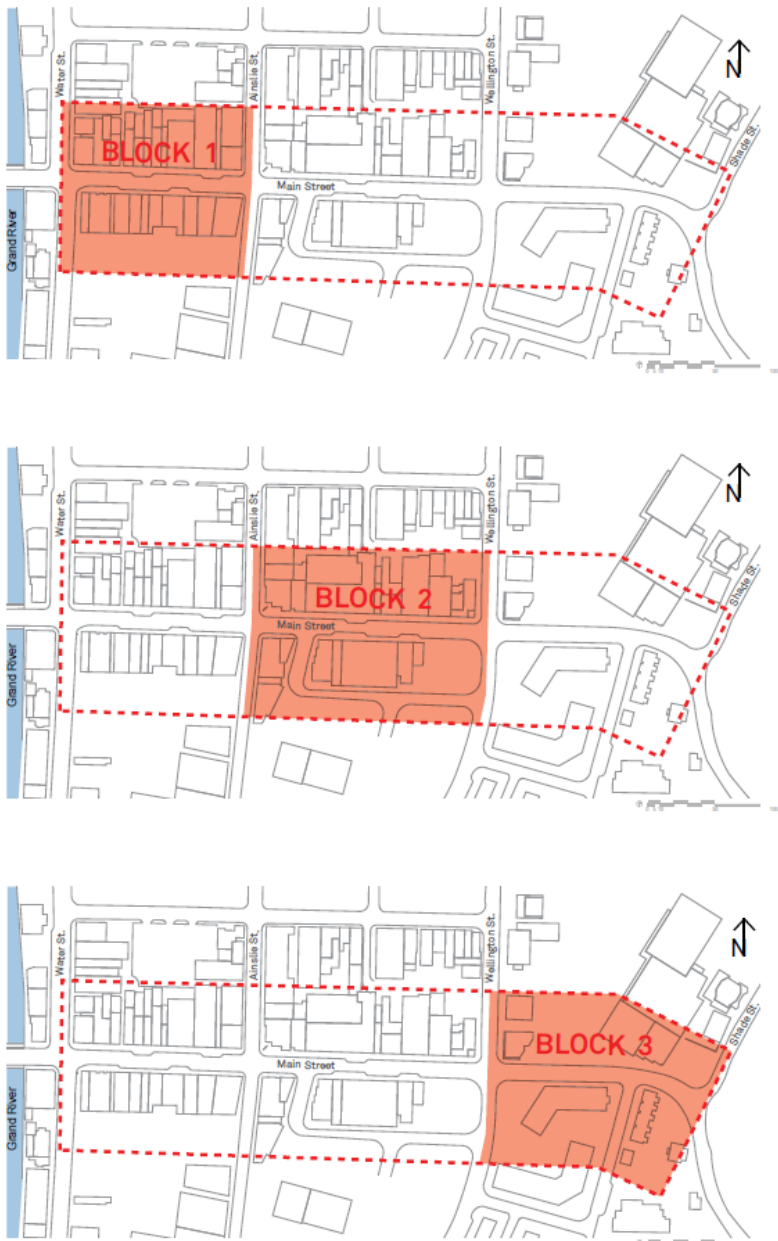 Water St.
Ainslie St.
Wellington St.
N
BLOCK 1
Shade St.
Main Street
Grand River
Water St.
Ainslie St.
Wellington St.
N
BLOCK 2
Shade St.
Main Street
Grand River
Water St.
Ainslie St.
Wellington St.
N
BLOCK 3
Shade St.
Main Street
Grand River